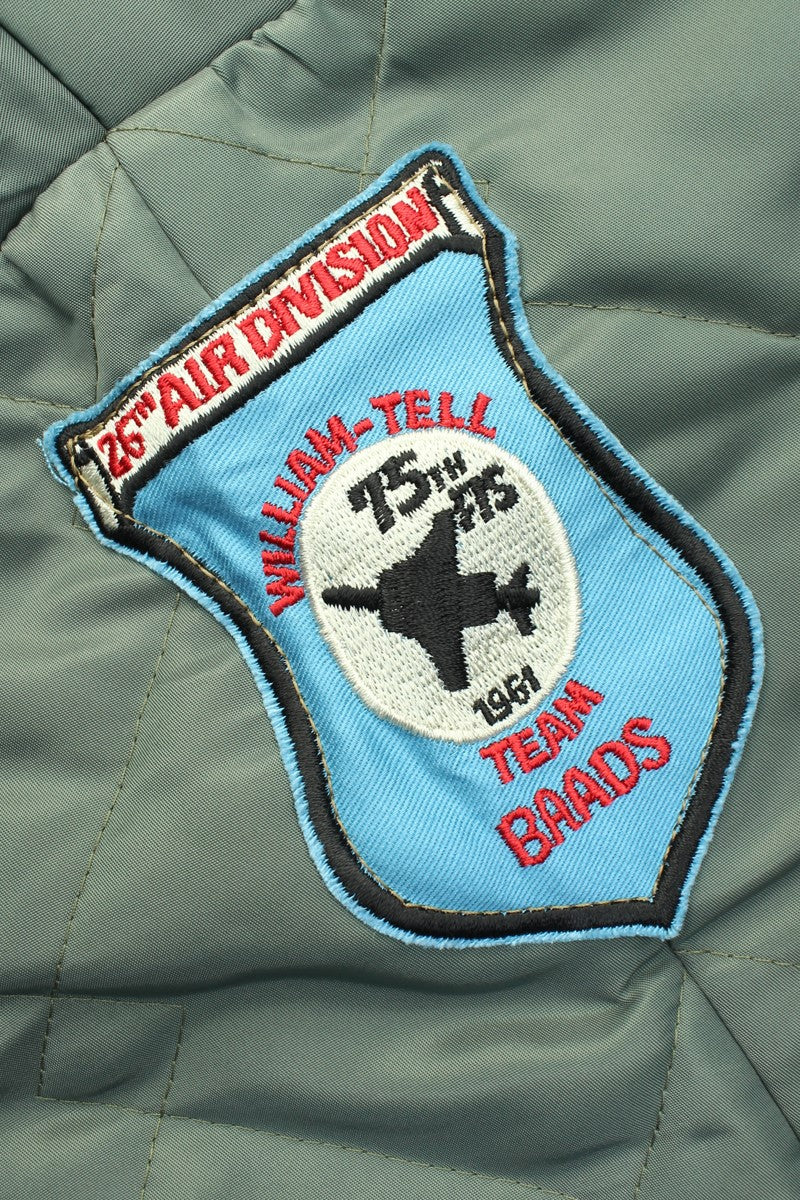 26TH AIR DIVISION
WILLIAM-TELL
75TH
FIS
1961
TEAM
BAADS